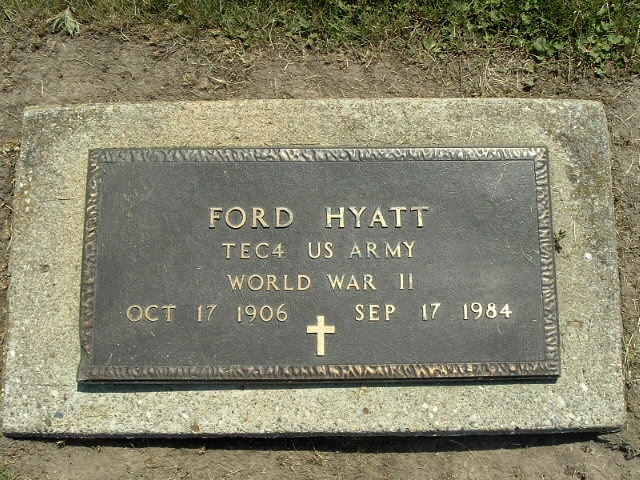 FORD HYATT
TEC4 US ARMY
WORLD WAR II
OCT 17 1906 SEP 17 1984